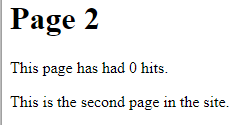 Page 2
This page has had 0 hits.
This is the second page in the site.